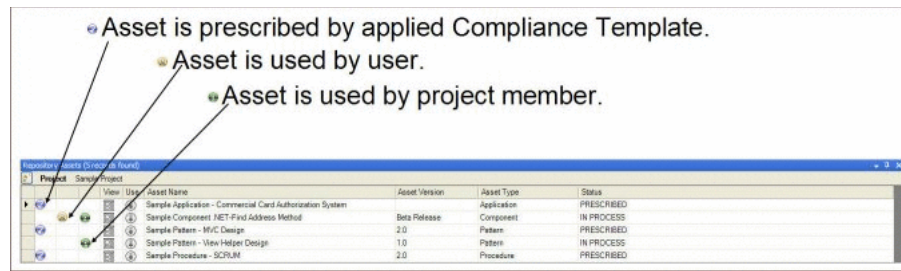 Asset is prescribed by applied Compliance Template.
Asset is used by user.
Asset is used by project member.
Repository Assets (5 records found)
Project Sample Project
View Use Asset Name Asset Version Asset Type Status
Sample Application - Commercial Card Authorization System Application PRESCRIBED
Sample Component .NET-Find Address Method Beta Release Component IN PROCESS
Sample Pattern - MVC Design 2.0 Pattern PRESCRIBED
Sample Pattern - View Helper Design 1.0 Pattern IN PROCESS
Sample Procedure - SCRUM 2.0 Procedure PRESCRIBED